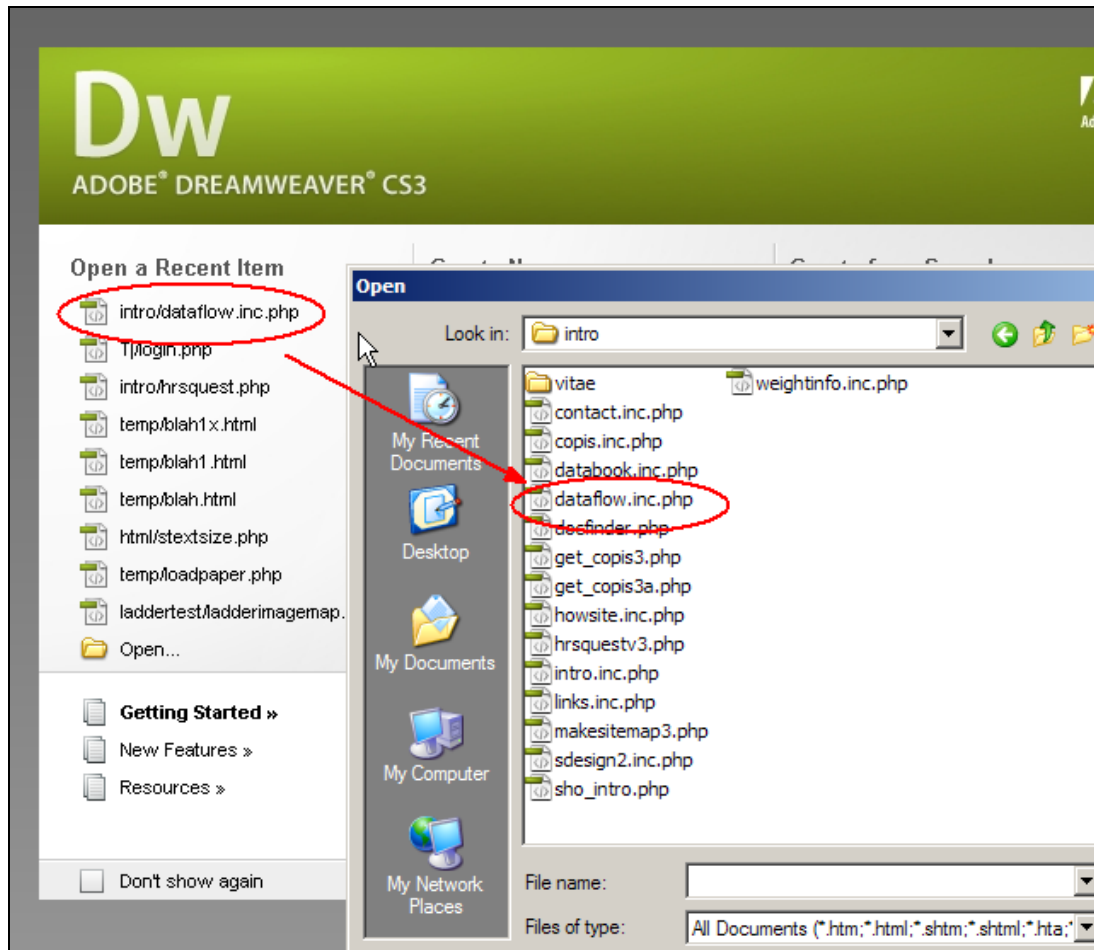 Dw
ADOBE® DREAMWEAVER® CS3
Open a Recent Item
intro/dataflow.inc.php
T|/login.php
intro/hrsquest.php
temp/blah1x.html
temp/blah1.html
temp/blah.html
html/stextsize.php
temp/loadpaper.php
laddertest/ladderimagemap.
Open...
Getting Started »
New Features »
Resources »
Don't show again
Open
Look in:
intro
My Recent
Documents
Desktop
My Documents
My Computer
My Network
Places
vitae
contact.inc.php
copis.inc.php
databook.inc.php
dataflow.inc.php
docfinder.php
get_copis3.php
get_copis3a.php
howsite.inc.php
hrsquestv3.php
intro.inc.php
links.inc.php
makesitemap3.php
sdesign2.inc.php
sho_intro.php
weightinfo.inc.php
File name:
Files of type:
All Documents (*.htm;*.html;*.shtm;*.shtml;*.hta;*